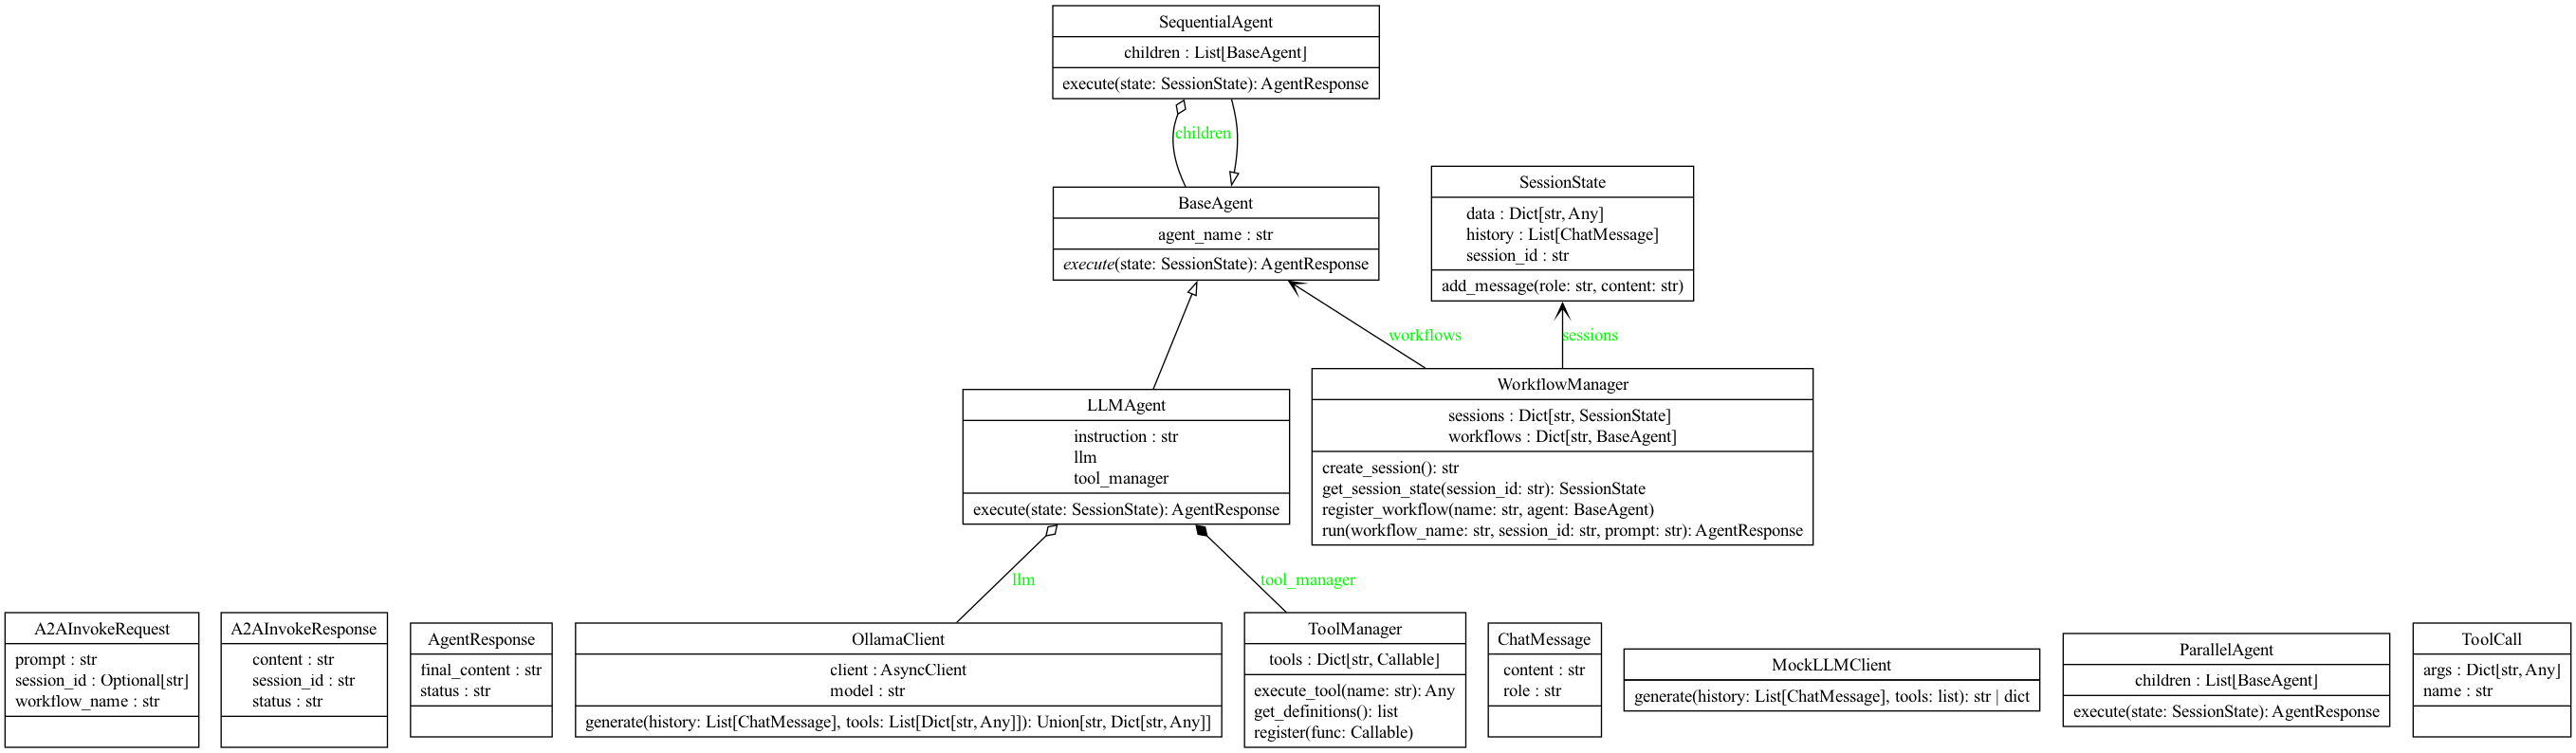 SequentialAgent
children : List[BaseAgent]
execute(state: SessionState): AgentResponse
children
BaseAgent
agent_name : str
execute(state: SessionState): AgentResponse
SessionState
data : Dict[str, Any]
history : List[ChatMessage]
session_id : str
add_message(role: str, content: str)
workflows
sessions
LLMAgent
instruction : str
llm
tool_manager
execute(state: SessionState): AgentResponse
WorkflowManager
sessions : Dict[str, SessionState]
workflows : Dict[str, BaseAgent]
create_session(): str
get_session_state(session_id: str): SessionState
register_workflow(name: str, agent: BaseAgent)
run(workflow_name: str, session_id: str, prompt: str): AgentResponse
llm
tool_manager
A2AInvokeRequest
prompt : str
session_id : Optional[str]
workflow_name : str
A2AInvokeResponse
content : str
session_id : str
status : str
AgentResponse
final_content : str
status : str
OllamaClient
client : AsyncClient
model : str
generate(history: List[ChatMessage], tools: List[Dict[str, Any]]): Union[str, Dict[str, Any]]
ToolManager
tools : Dict[str, Callable]
execute_tool(name: str): Any
get_definitions(): list
register(func: Callable)
ChatMessage
content : str
role : str
MockLLMClient
generate(history: List[ChatMessage], tools: list): str | dict
ParallelAgent
children : List[BaseAgent]
execute(state: SessionState): AgentResponse
ToolCall
args : Dict[str, Any]
name : str